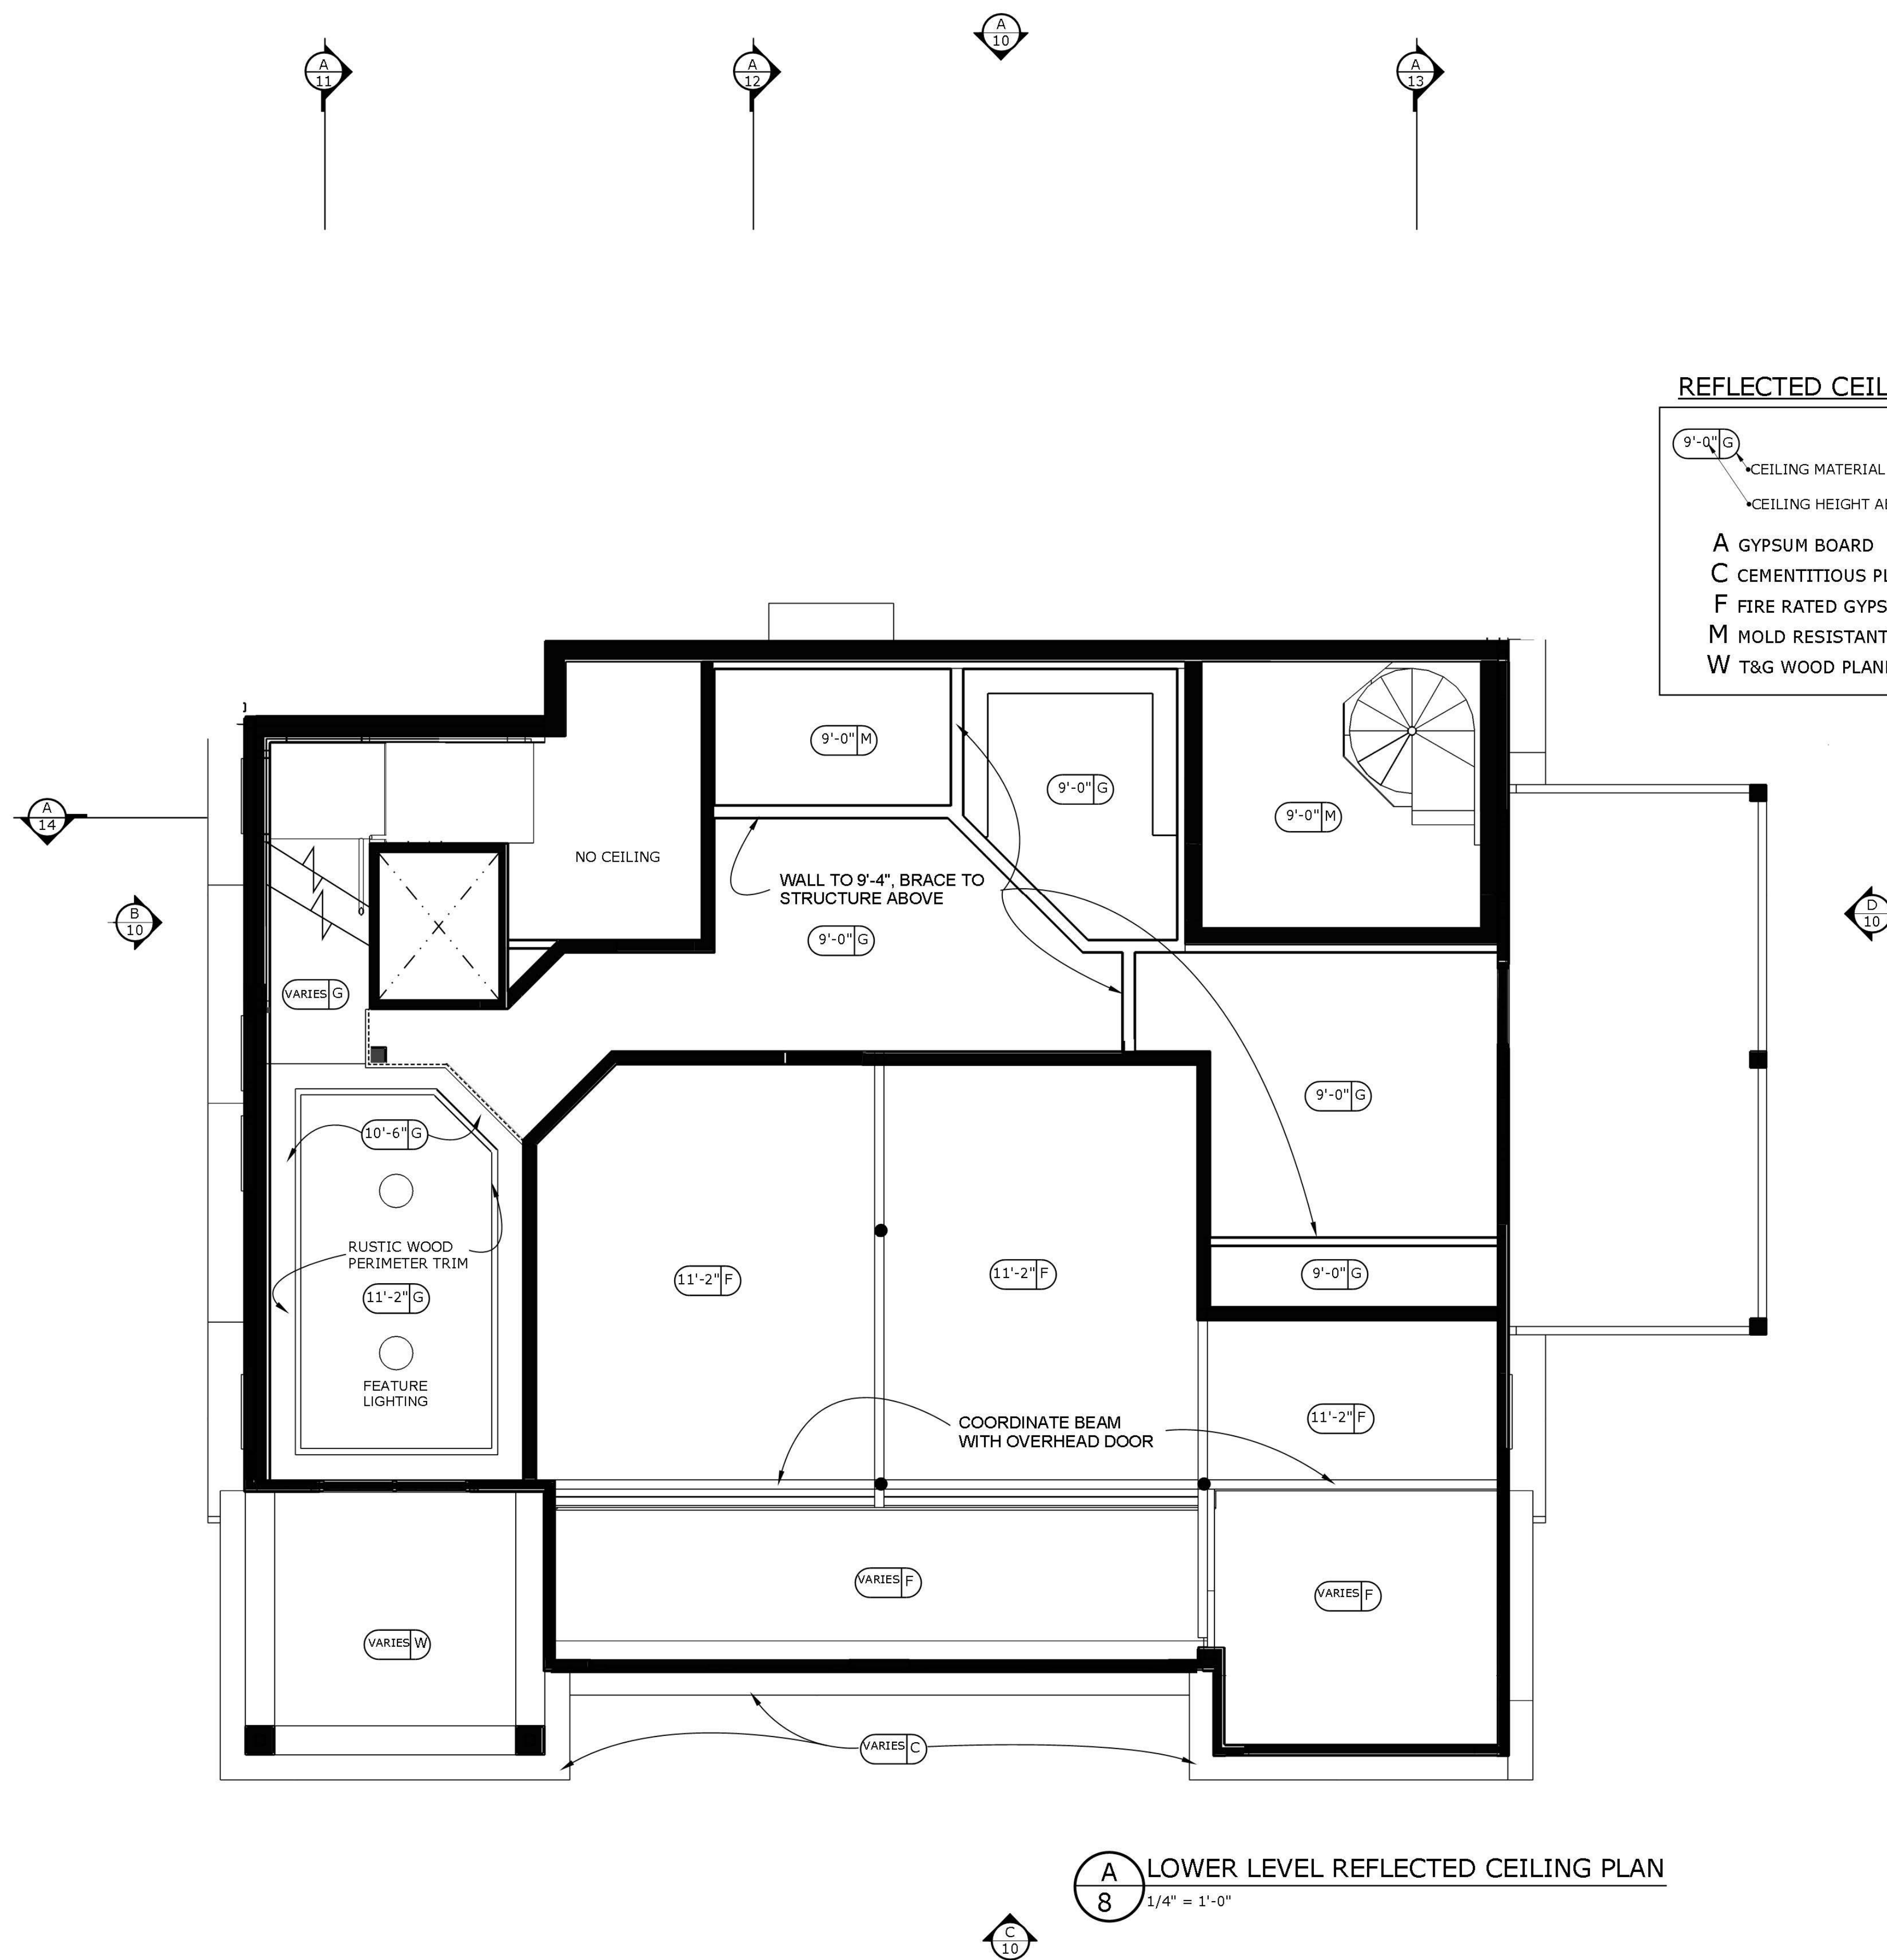 A
10
A
11
A
12
A
13
REFLECTED CEIL
9'-0" G
CEILING MATERIAL
CEILING HEIGHT AB
A GYPSUM BOARD
C CEMENTITIOUS PL
F FIRE RATED GYPS
M MOLD RESISTANT
W T&G WOOD PLAN
9'-0" M
9'-0" G
9'-0" M
A
14
NO CEILING
WALL TO 9'-4", BRACE TO
STRUCTURE ABOVE
X
B
10
D
10
9'-0" G
VARIES G
9'-0" G
10'-6" G
RUSTIC WOOD
PERIMETER TRIM
11'-2" F
11'-2" F
9'-0" G
11'-2" G
FEATURE
LIGHTING
COORDINATE BEAM
WITH OVERHEAD DOOR
11'-2" F
VARIES F
VARIES F
VARIES W
VARIES C
A
8
LOWER LEVEL REFLECTED CEILING PLAN
1/4" = 1'-0"
C
10